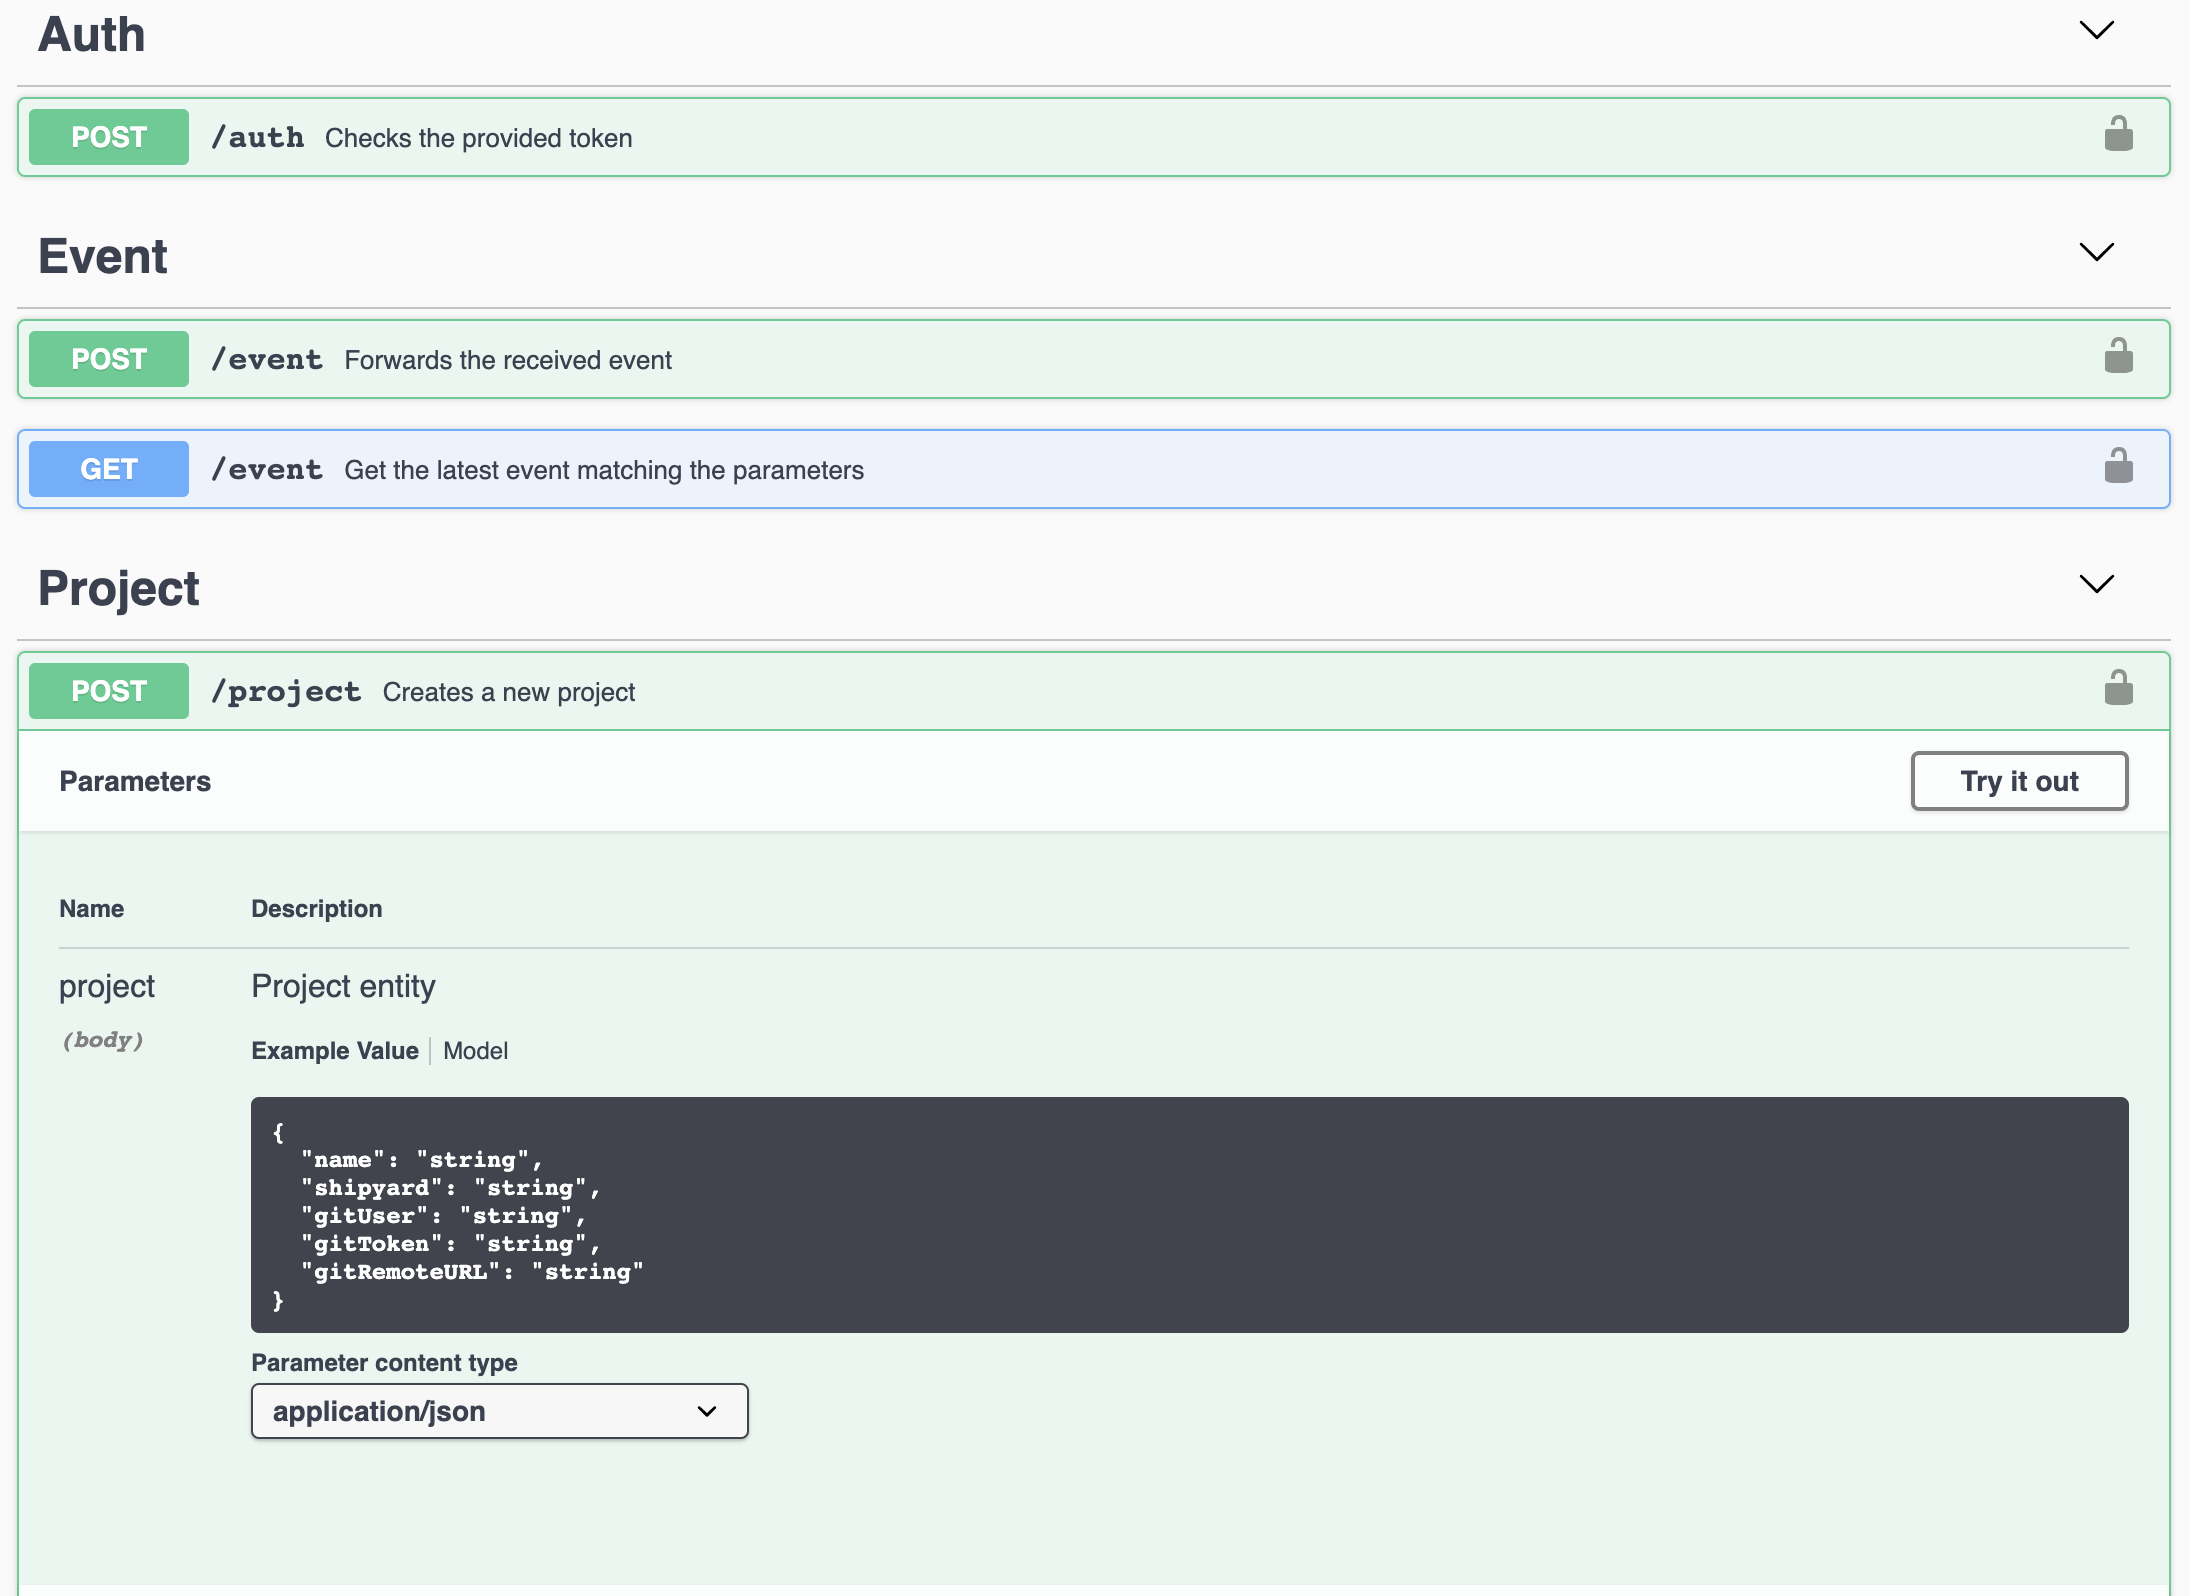 Auth
POST /auth Checks the provided token
Event
POST /event Forwards the received event
GET /event Get the latest event matching the parameters
Project
POST /project Creates a new project
Parameters Try it out
Name Description
project Project entity
(body)
Example Value Model
{
"name": "string",
"shipyard": "string",
"gitUser": "string",
"gitToken": "string",
"gitRemoteURL": "string"
}
Parameter content type
application/json